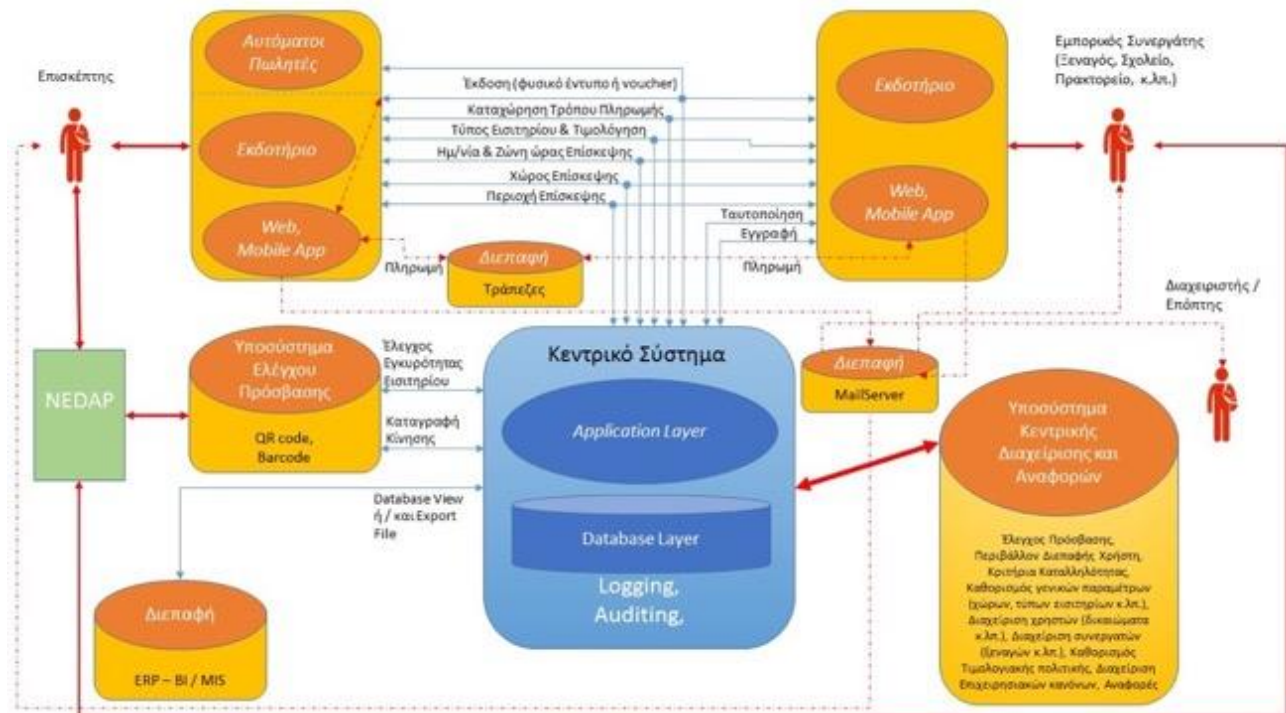 Επισκέπτης
Αυτόματοι
Πωλητές
Εκδοτήριο
Web,
Mobile App
Έκδοση (φυσικό έντυπο ή voucher)
Καταχώρηση Τρόπου Πληρωμής
Τύπος Εισιτηρίου & Τιμολόγηση
Ημ/νία & Ζώνη ώρας Επίσκεψης
Χώρος Επίσκεψης
Περιοχή Επίσκεψης
Εκδοτήριο
Web,
Mobile App
Εμπορικός Συνεργάτης
(Ξεναγός, Σχολείο,
Πρακτορείο, κ.λπ.)
Ταυτοποίηση
Εγγραφή
Πληρωμή
Διεπαφή
Τράπεζες
Πληρωμή
Διαχειριστής /
Επόπτης
NEDAP
Υποσύστημα
Ελέγχου
Πρόσβασης
QR code,
Barcode
Έλεγχος
Εγκυρότητας
Εισιτηρίου
Καταγραφή
Κίνησης
Database View
ή / και Export
File
Κεντρικό Σύστημα
Application Layer
Database Layer
Logging,
Auditing,
Διεπαφή
MailServer
Υποσύστημα
Κεντρικής
Διαχείρισης και
Αναφορών
Έλεγχος Πρόσβασης,
Περιβάλλον Διεπαφής Χρήστη,
Κριτήρια Καταλληλότητας,
Καθορισμός γενικών παραμέτρων
(χώρων, τύπων εισιτηρίων κ.λπ.),
Διαχείριση χρηστών (δικαιώματα
κ.λπ.), Διαχείριση συνεργατών
(ξεναγών κ.λπ.), Καθορισμός
Τιμολογιακής πολιτικής, Διαχείριση
Επιχειρησιακών κανόνων, Αναφορές
Διεπαφή
ERP – BI / MIS